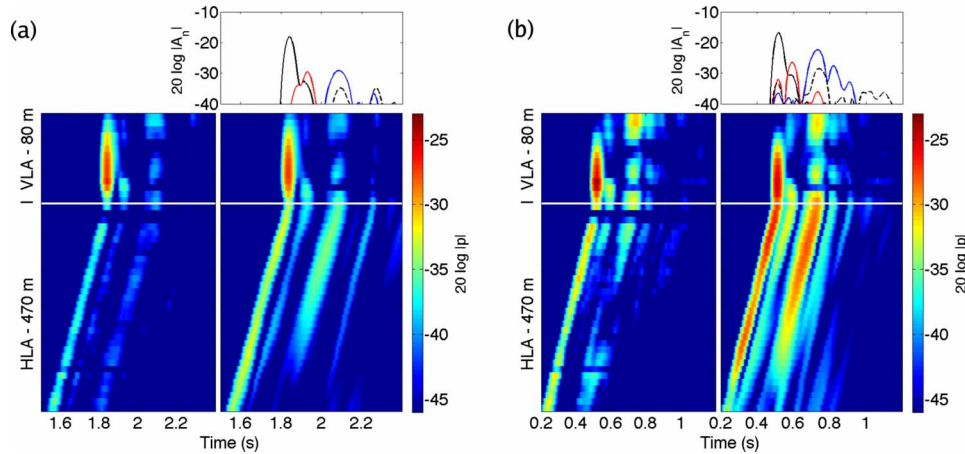 (a)
20 log |A_n|
-10
-20
-30
-40
I VLA - 80 m
HLA - 470 m
1.6 1.8 2 2.2
1.6 1.8 2 2.2
Time (s)
-25
-30
-35
-40
-45
20 log |p|
(b)
20 log |A_n|
-10
-20
-30
-40
I VLA - 80 m
HLA - 470 m
0.2 0.4 0.6 0.8 1
0.2 0.4 0.6 0.8 1
Time (s)
-25
-30
-35
-40
-45
20 log |p|